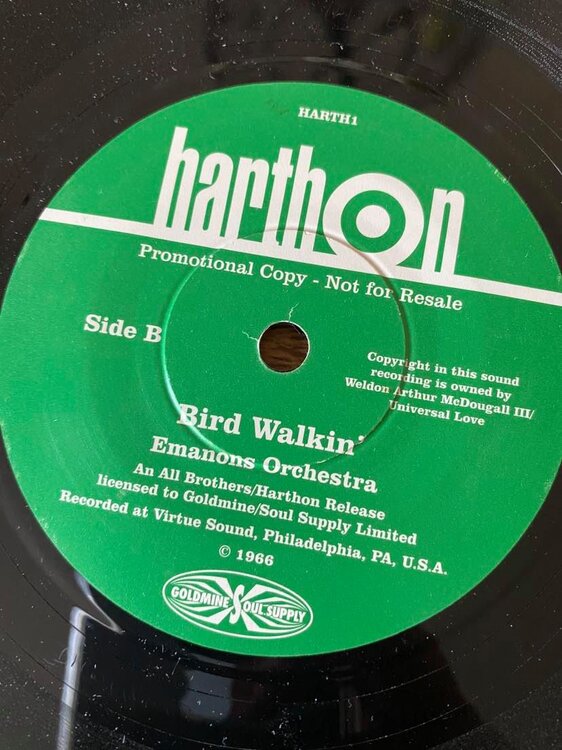 HARTH1
harthon
Promotional Copy - Not for Resale
Side B
Copyright in this sound
recording is owned by
Weldon Arthur McDougall III/
Universal Love
Bird Walkin'
Emanons Orchestra
An All Brothers/Harthon Release
licensed to Goldmine/Soul Supply Limited
Recorded at Virtue Sound, Philadelphia, PA, U.S.A.
© 1966
GOLDMINE SOUL SUPPLY